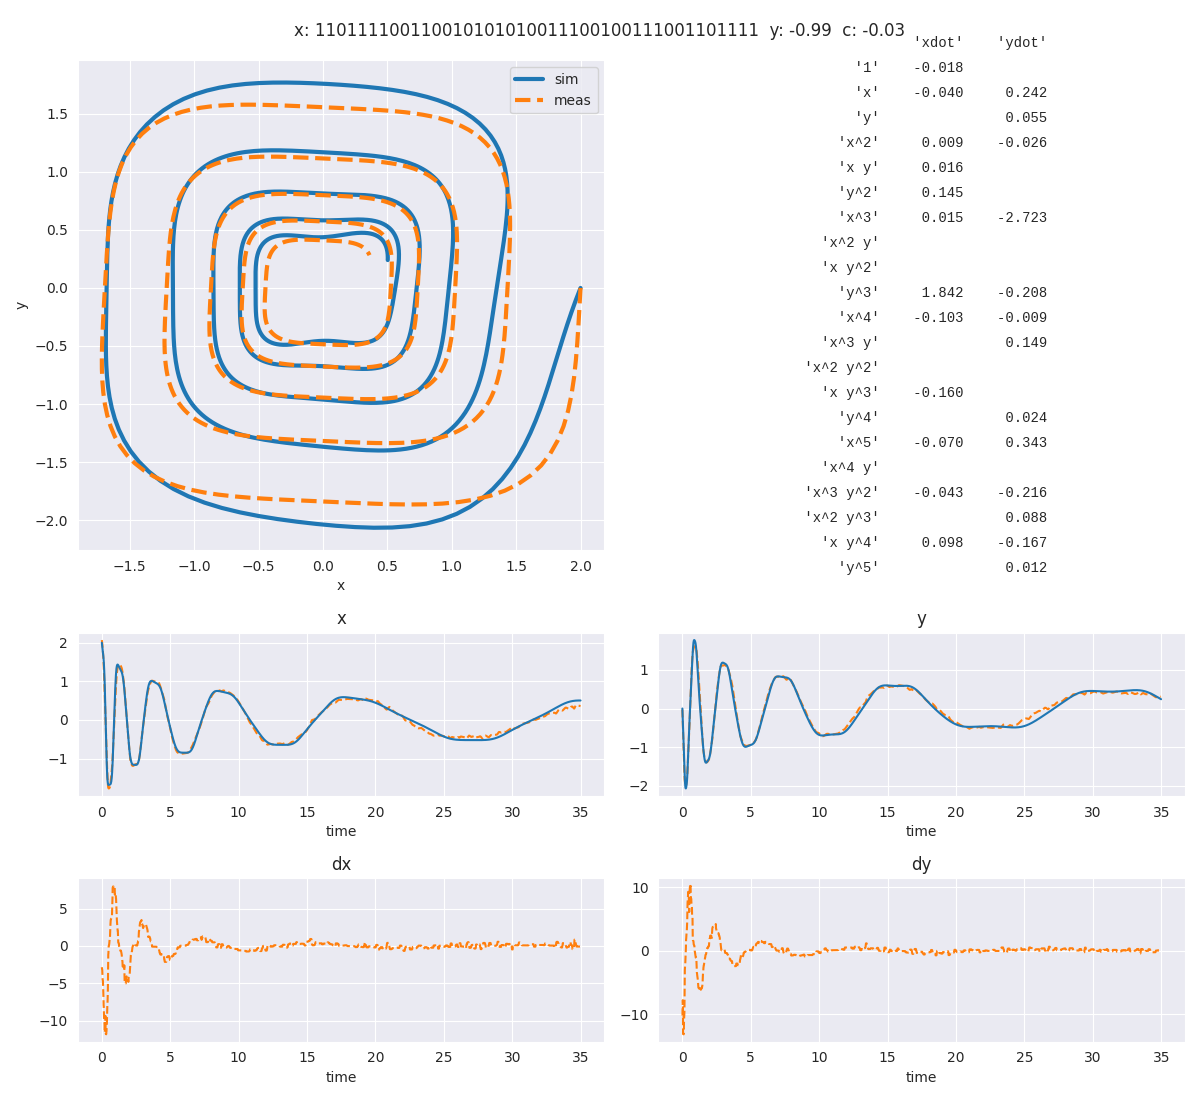 x: 110111100110010101010011100100111001101111 y: -0.99 c: -0.03
'xdot' 'ydot'
'1' -0.018
'x' -0.040 0.242
'y' 0.055
'x^2' 0.009 -0.026
'x y' 0.016
'y^2' 0.145
'x^3' 0.015 -2.723
'x^2 y'
'x y^2'
'y^3' 1.842 -0.208
'x^4' -0.103 -0.009
'x^3 y' 0.149
'x^2 y^2'
'x y^3' -0.160
'y^4' 0.024
'x^5' -0.070 0.343
'x^4 y'
'x^3 y^2' -0.043 -0.216
'x^2 y^3' 0.088
'x y^4' 0.098 -0.167
'y^5' 0.012
sim
meas
1.5
1.0
0.5
0.0
−0.5
−1.0
−1.5
−2.0
y
−1.5 −1.0 −0.5 0.0 0.5 1.0 1.5 2.0
x
x
2
1
0
−1
0 5 10 15 20 25 30 35
time
y
1
0
−1
−2
0 5 10 15 20 25 30 35
time
dx
5
0
−5
−10
0 5 10 15 20 25 30 35
time
dy
10
0
−10
0 5 10 15 20 25 30 35
time